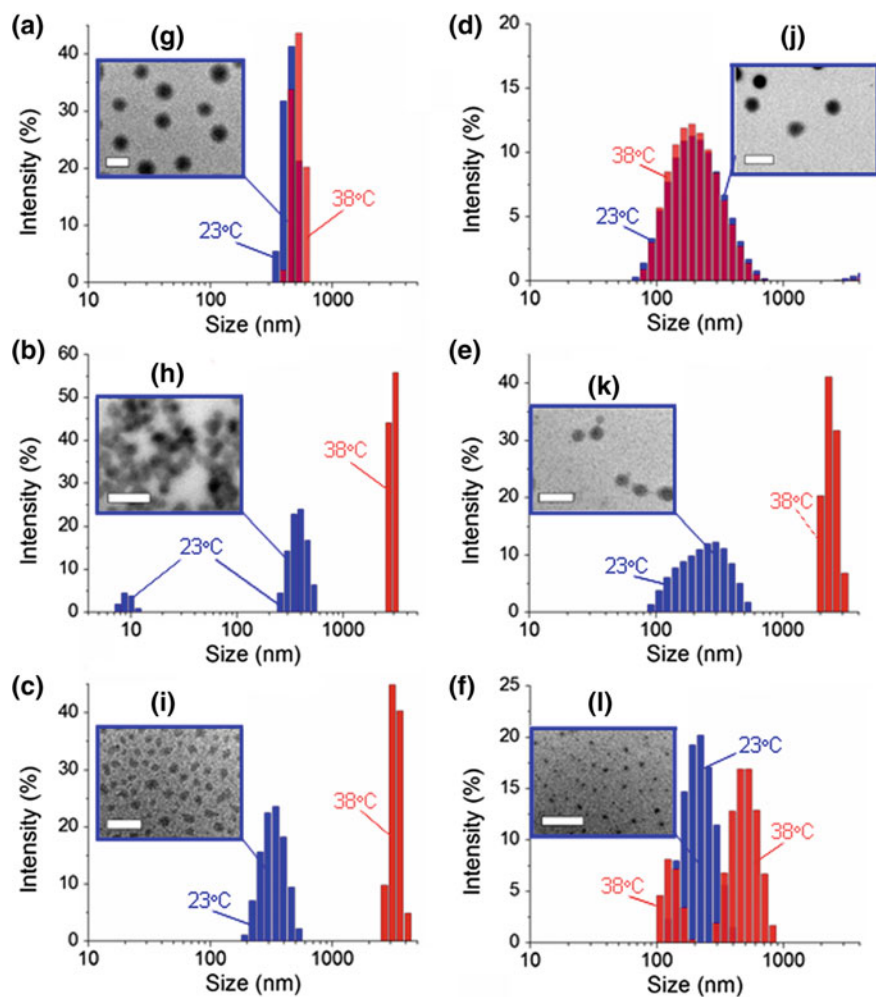 (a)
(g)
Intensity (%)
40
30
20
10
0
23°C
38°C
10
100
1000
Size (nm)
(d)
(j)
Intensity (%)
20
15
10
5
0
38°C
23°C
10
100
1000
Size (nm)
(b)
(h)
Intensity (%)
60
50
40
30
20
10
0
23°C
38°C
10
100
1000
Size (nm)
(e)
(k)
Intensity (%)
40
30
20
10
0
23°C
38°C
10
100
1000
Size (nm)
(c)
(i)
Intensity (%)
40
30
20
10
0
23°C
38°C
10
100
1000
Size (nm)
(f)
(l)
Intensity (%)
25
20
15
10
5
0
23°C
38°C
38°C
10
100
1000
Size (nm)